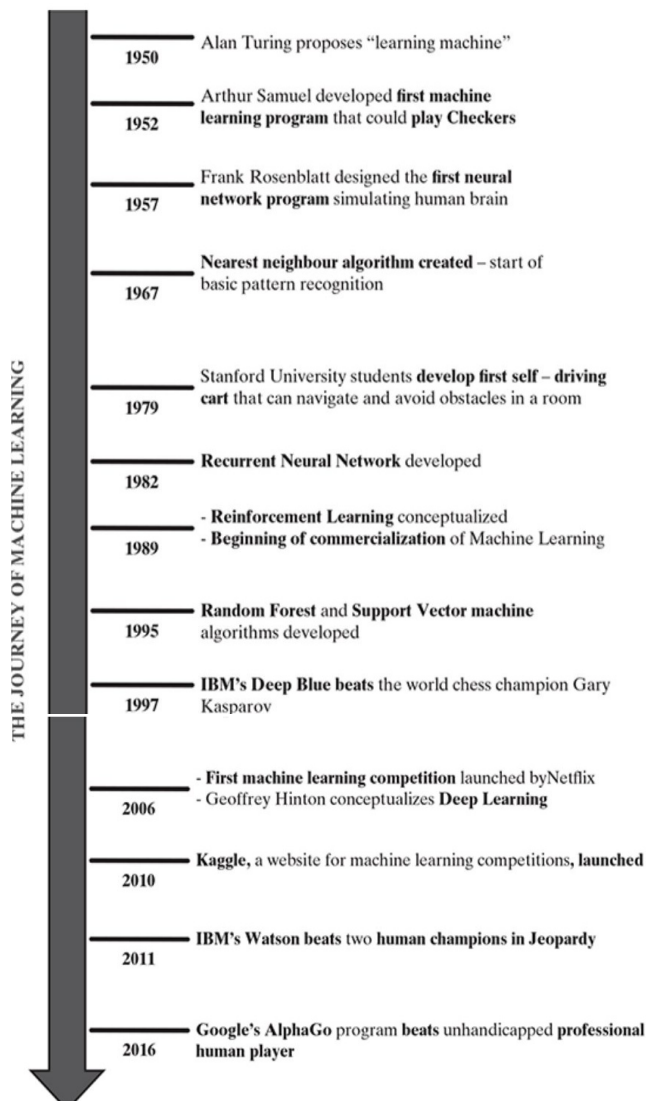 THE JOURNEY OF MACHINE LEARNING
1950
Alan Turing proposes “learning machine”
1952
Arthur Samuel developed first machine
learning program that could play Checkers
1957
Frank Rosenblatt designed the first neural
network program simulating human brain
1967
Nearest neighbour algorithm created – start of
basic pattern recognition
1979
Stanford University students develop first self – driving
cart that can navigate and avoid obstacles in a room
1982
Recurrent Neural Network developed
1989
- Reinforcement Learning conceptualized
- Beginning of commercialization of Machine Learning
1995
Random Forest and Support Vector machine
algorithms developed
1997
IBM’s Deep Blue beats the world chess champion Gary
Kasparov
2006
- First machine learning competition launched byNetflix
- Geoffrey Hinton conceptualizes Deep Learning
2010
Kaggle, a website for machine learning competitions, launched
2011
IBM’s Watson beats two human champions in Jeopardy
2016
Google’s AlphaGo program beats unhandicapped professional
human player